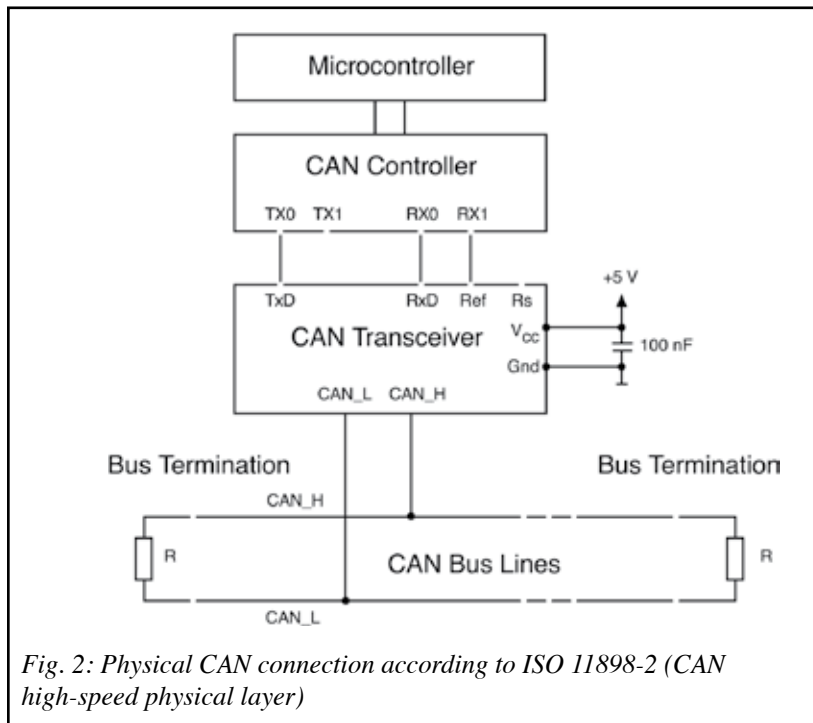 Microcontroller
CAN Controller
TX0 TX1 RX0 RX1
+5 V
TxD RxD Ref Rs
CAN Transceiver
VCC
100 nF
Gnd
CAN_L CAN_H
Bus Termination Bus Termination
CAN_H
R CAN Bus Lines R
CAN_L
Fig. 2: Physical CAN connection according to ISO 11898-2 (CAN
high-speed physical layer)